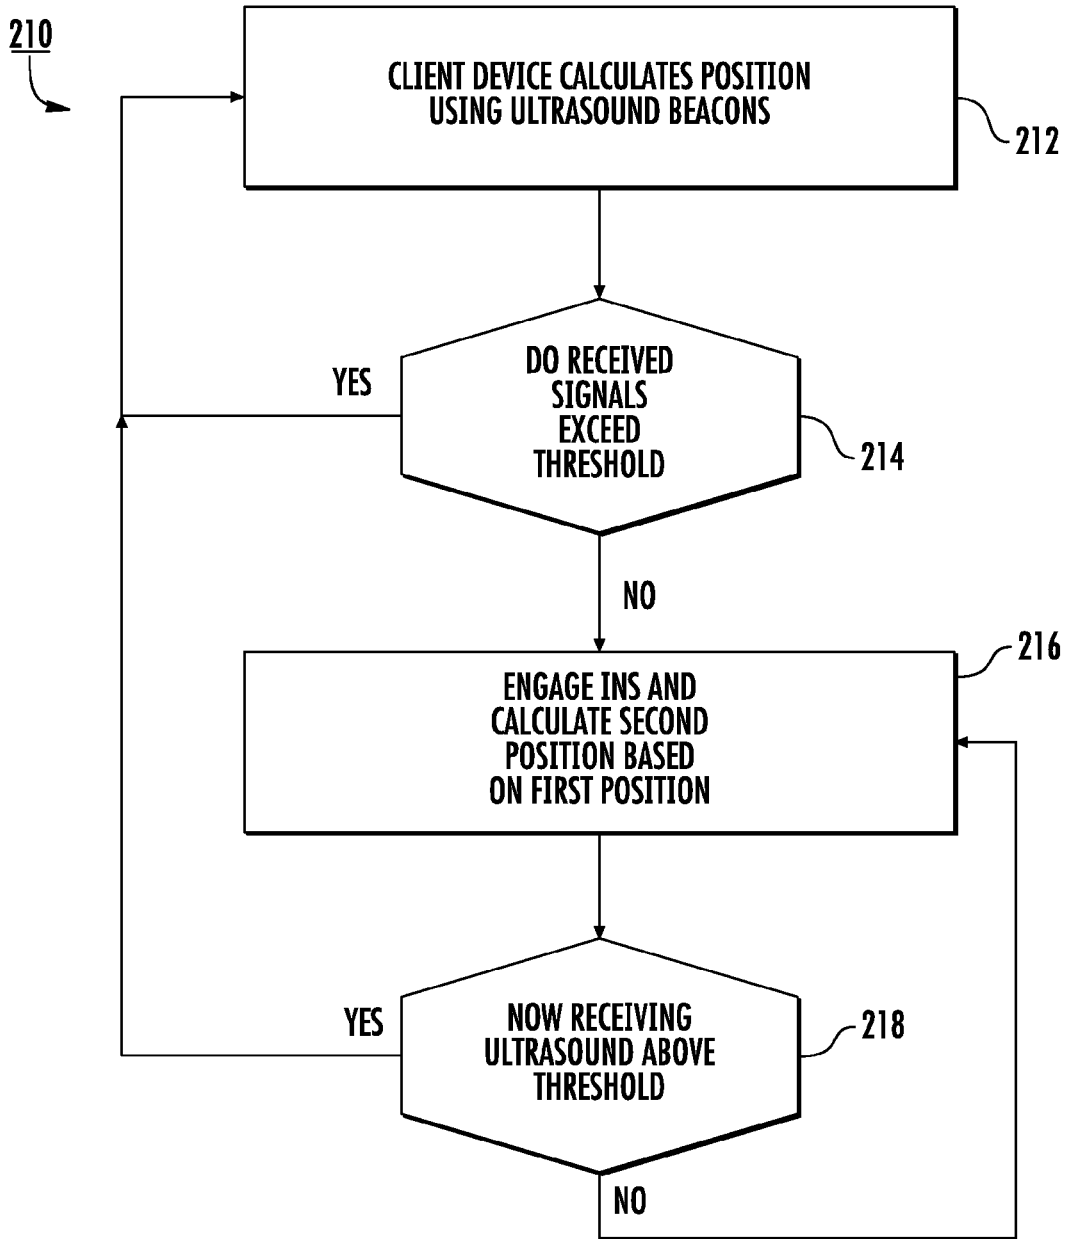 210
CLIENT DEVICE CALCULATES POSITION
USING ULTRASOUND BEACONS
212
DO RECEIVED
SIGNALS
EXCEED
THRESHOLD
YES
214
NO
216
ENGAGE INS AND
CALCULATE SECOND
POSITION BASED
ON FIRST POSITION
YES
NOW RECEIVING
ULTRASOUND ABOVE
THRESHOLD
218
NO